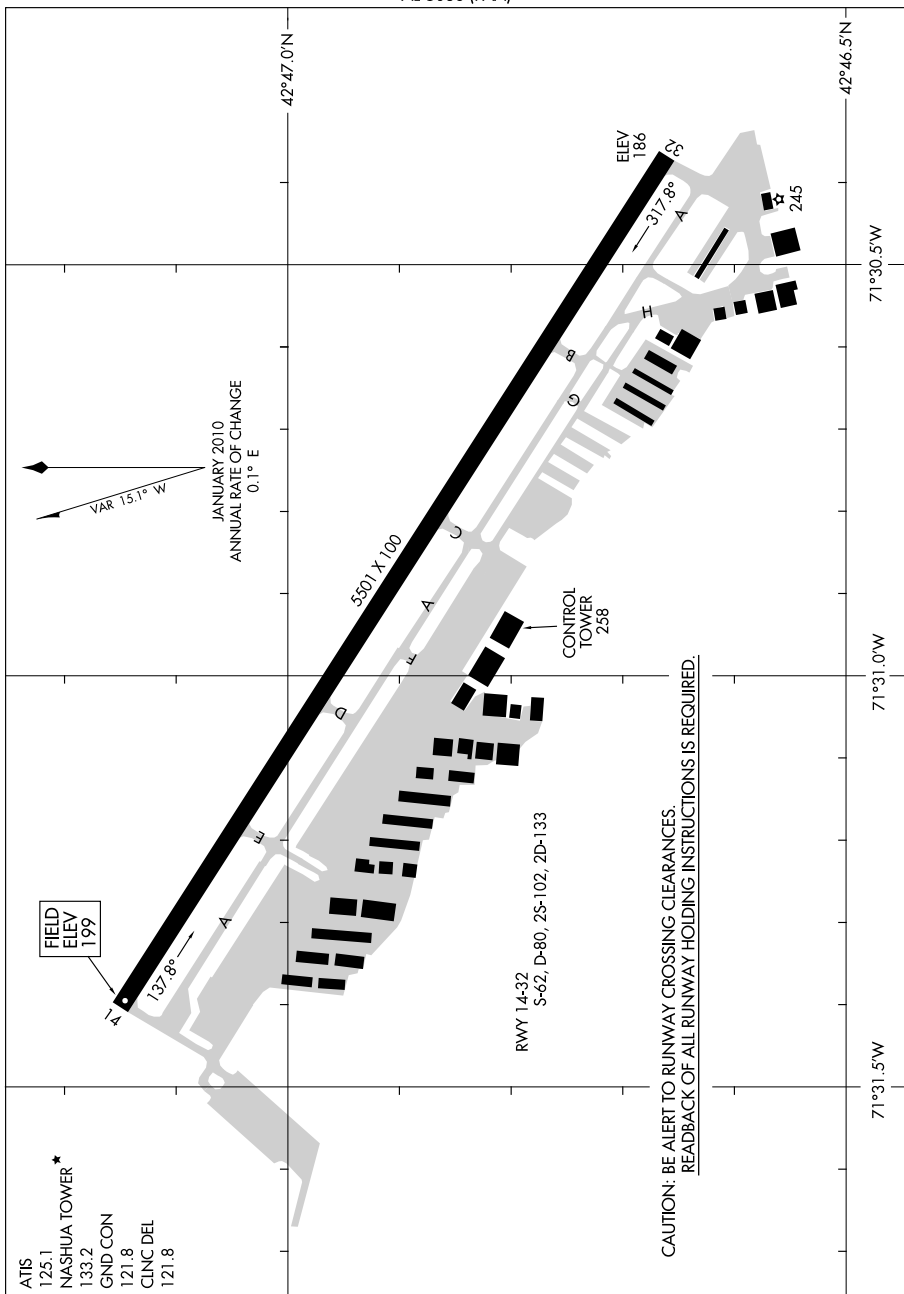 ATIS
125.1
NASHUA TOWER
133.2
GND CON
121.8
CLNC DEL
121.8
FIELD
ELEV
199
14
137.8°
A
E
D
F
A
C
G
B
H
A
317.8°
32
ELEV
186
245
5501 X 100
VAR 15.1° W
JANUARY 2010
ANNUAL RATE OF CHANGE
0.1° E
CONTROL
TOWER
258
RWY 14-32
S-62, D-80, 2S-102, 2D-133
CAUTION: BE ALERT TO RUNWAY CROSSING CLEARANCES.
READBACK OF ALL RUNWAY HOLDING INSTRUCTIONS IS REQUIRED.
42°47.0'N
42°46.5'N
71°31.5'W
71°31.0'W
71°30.5'W